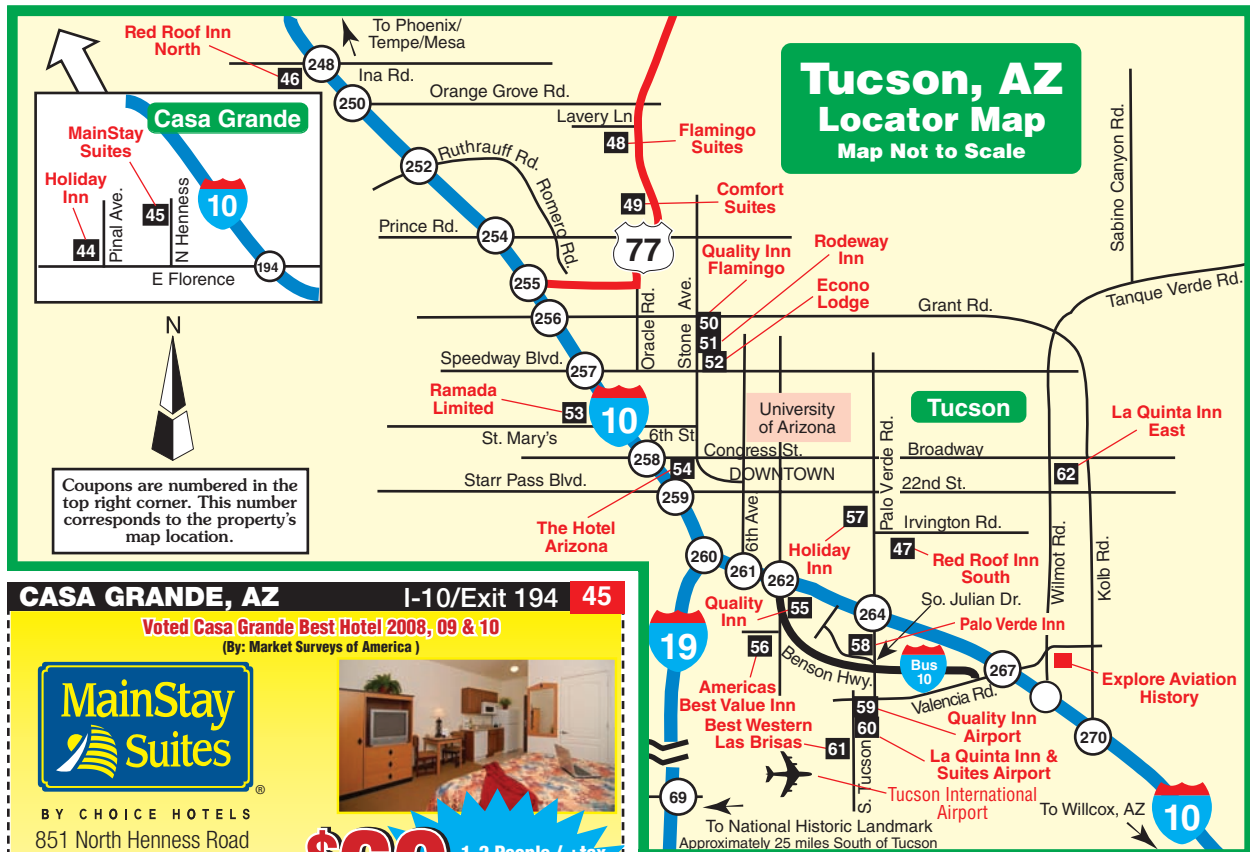 Tucson, AZ
Locator Map
Map Not to Scale
To Phoenix/
Tempe/Mesa
Red Roof Inn
North
46
248
Ina Rd.
250
Orange Grove Rd.
Lavery Ln
48
Flamingo
Suites
252
Ruthrauff Rd.
Romero Rd.
49
Comfort
Suites
Prince Rd.
254
77
Quality Inn
Flamingo
Rodeway
Inn
Econo
Lodge
255
256
Oracle Rd.
Stone Ave.
50
51
52
Grant Rd.
Sabino Canyon Rd.
Tanque Verde Rd.
Speedway Blvd.
257
Ramada
Limited
53
10
University
of Arizona
Tucson
La Quinta Inn
East
62
St. Mary's
6th St
Congress St.
Broadway
258
54
DOWNTOWN
Palo Verde Rd.
Starr Pass Blvd.
259
22nd St.
The Hotel
Arizona
6th Ave.
57
Holiday
Inn
Irvington Rd.
47
Red Roof Inn
South
Wilmot Rd.
Kolb Rd.
260
261
262
264
Quality
Inn
55
So. Julian Dr.
58
Palo Verde Inn
19
56
Benson Hwy.
Bus
10
267
Explore Aviation
History
Americas
Best Value Inn
Valencia Rd.
59
Quality Inn
Airport
Best Western
Las Brisas
61
60
La Quinta Inn &
Suites Airport
270
S. Tucson
Tucson International
Airport
69
To National Historic Landmark
Approximately 25 miles South of Tucson
To Willcox, AZ
10
Casa Grande
MainStay
Suites
Holiday
Inn
44
Pinal Ave.
45
N Henness
10
194
E Florence
N
Coupons are numbered in the
top right corner. This number
corresponds to the property's
map location.
CASA GRANDE, AZ I-10/Exit 194 45
Voted Casa Grande Best Hotel 2008, 09 & 10
(By: Market Surveys of America )
MainStay
Suites
®
BY CHOICE HOTELS
851 North Henness Road